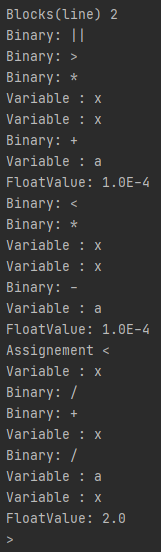 Blocks(line) 2
Binary: ||
Binary: >
Binary: *
Variable : x
Variable : x
Binary: +
Variable : a
FloatValue: 1.0E-4
Binary: <
Binary: *
Variable : x
Variable : x
Binary: -
Variable : a
FloatValue: 1.0E-4
Assignement <
Variable : x
Binary: /
Binary: +
Variable : x
Binary: /
Variable : a
Variable : x
FloatValue: 2.0
>